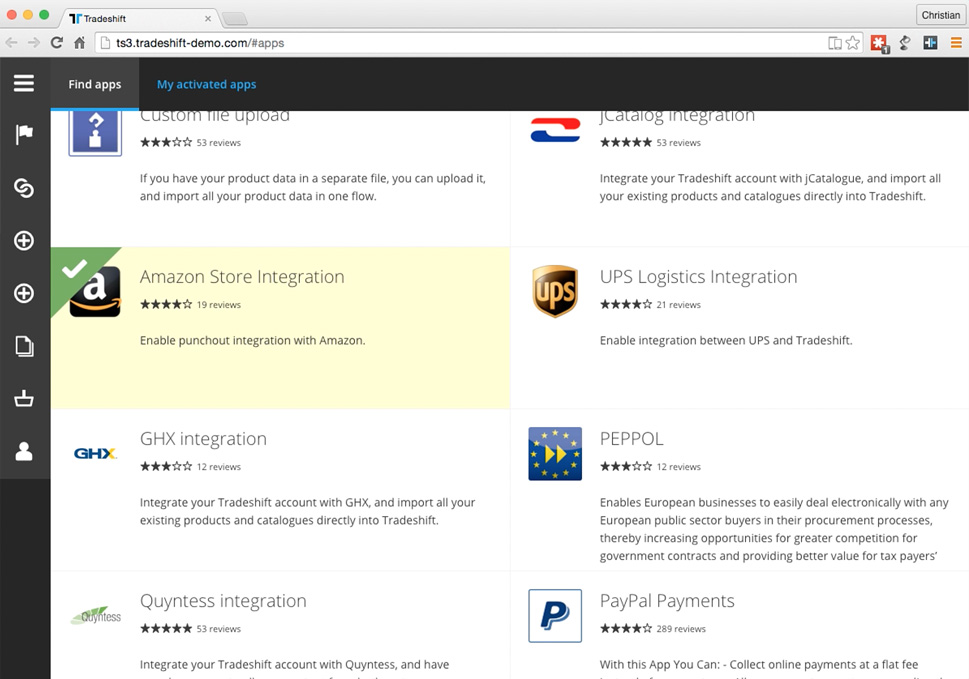 Tradeshift
Christian
ts3.tradeshift-demo.com/#apps
1
Find apps
My activated apps
Custom file upload
53 reviews
If you have your product data in a separate file, you can upload it,
and import all your product data in one flow.
jCatalog integration
53 reviews
Integrate your Tradeshift account with jCatalogue, and import all
your existing products and catalogues directly into Tradeshift.
a
Amazon Store Integration
19 reviews
Enable punchout integration with Amazon.
ups
UPS Logistics Integration
21 reviews
Enable integration between UPS and Tradeshift.
GHX
GHX integration
12 reviews
Integrate your Tradeshift account with GHX, and import all your
existing products and catalogues directly into Tradeshift.
PEPPOL
12 reviews
Enables European businesses to easily deal electronically with any
European public sector buyers in their procurement processes,
thereby increasing opportunities for greater competition for
government contracts and providing better value for tax payers’
Quyntess
Quyntess integration
53 reviews
Integrate your Tradeshift account with Quyntess, and have
P
PayPal Payments
289 reviews
With this App You Can: - Collect online payments at a flat fee